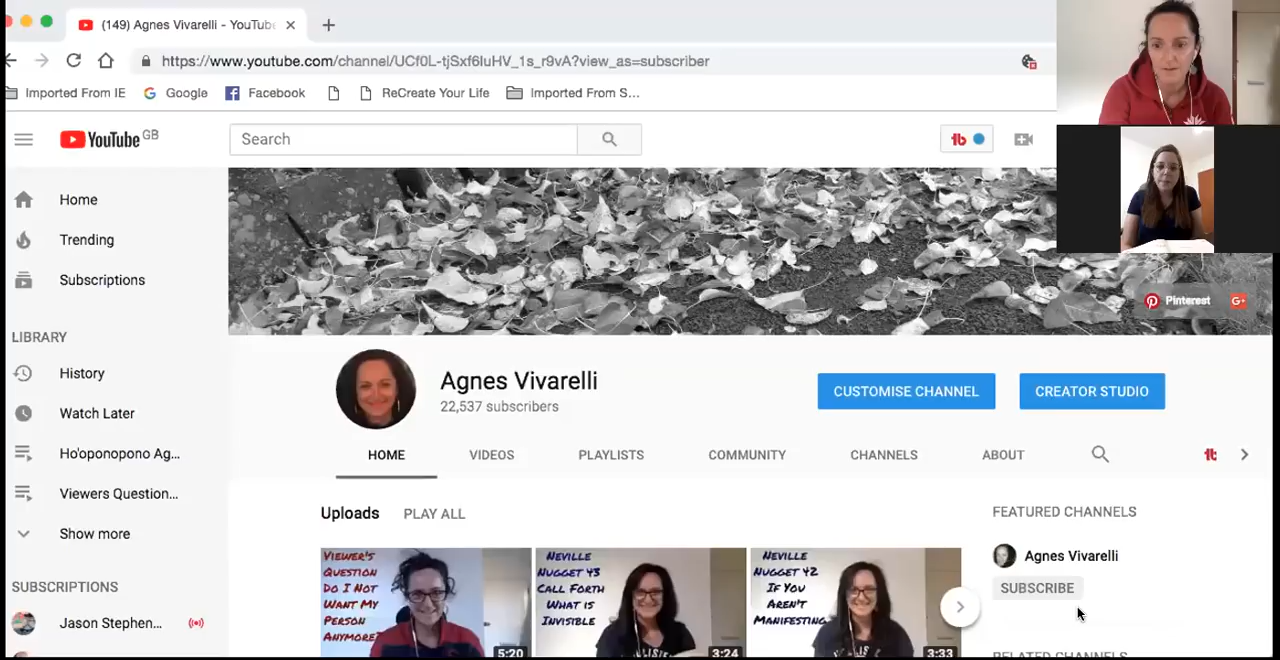 (149) Agnes Vivarelli - YouTube
https://www.youtube.com/channel/UCf0L-tjSxf6IuHV_1s_r9vA?view_as=subscriber
Imported From IE
Google
Facebook
ReCreate Your Life
Imported From S...
YouTube GB
Search
tb
Home
Trending
Subscriptions
LIBRARY
History
Watch Later
Ho'oponopono Ag...
Viewers Question...
Show more
SUBSCRIPTIONS
Jason Stephen...
Pinterest
G+
Agnes Vivarelli
22,537 subscribers
CUSTOMISE CHANNEL
CREATOR STUDIO
HOME
VIDEOS
PLAYLISTS
COMMUNITY
CHANNELS
ABOUT
tb
Uploads
PLAY ALL
VIEWER'S
QUESTION
DO I NOT
WANT MY
PERSON
ANYMORE?
5:20
NEVILLE
NUGGET 43
CALL FORTH
WHAT IS
INVISIBLE
3:24
NEVILLE
NUGGET 42
IF YOU
AREN'T
MANIFESTING
3:33
FEATURED CHANNELS
Agnes Vivarelli
SUBSCRIBE
RELATED CHANNELS